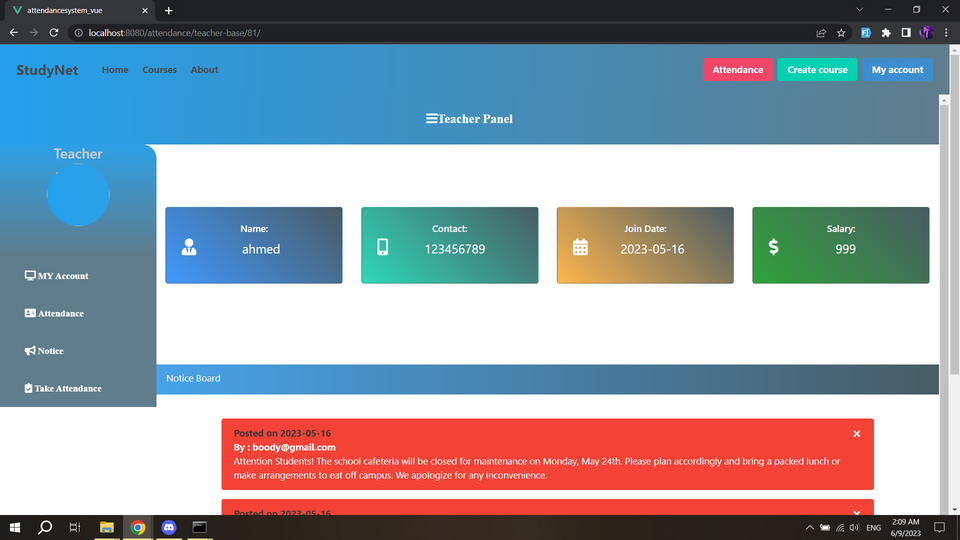 attendancesystem_vue
localhost:8080/attendance/teacher-base/81/
StudyNet Home Courses About Attendance Create course My account
Teacher Panel
Teacher
Name:
ahmed
Contact:
123456789
Join Date:
2023-05-16
Salary:
999
MY Account
Attendance
Notice
Take Attendance
Notice Board
Posted on 2023-05-16
By : boody@gmail.com
Attention Students! The school cafeteria will be closed for maintenance on Monday, May 24th. Please plan accordingly and bring a packed lunch or
make arrangements to eat off campus. We apologize for any inconvenience.
Posted on 2023-05-16
ENG
2:09 AM
6/9/2023